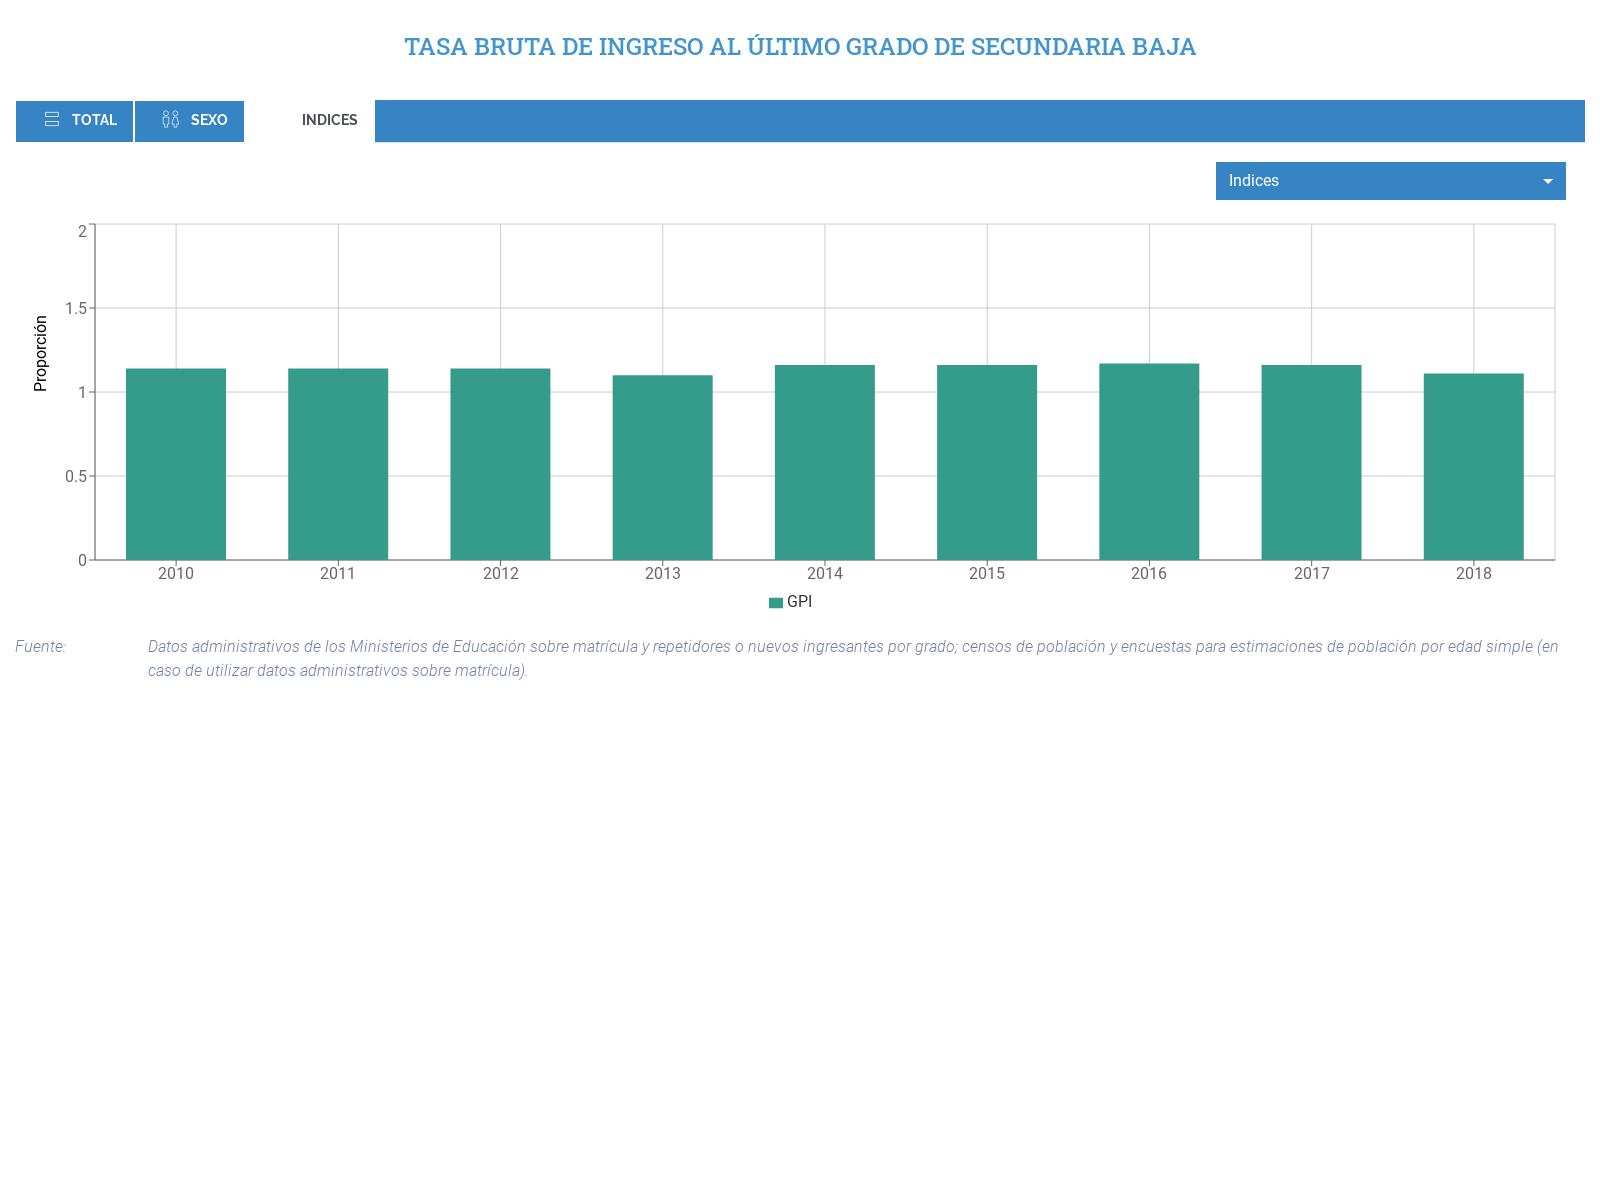 TASA BRUTA DE INGRESO AL ÚLTIMO GRADO DE SECUNDARIA BAJA
TOTAL SEXO INDICES
Indices
2
1.5
1
0.5
0
Proporción
2010 2011 2012 2013 2014 2015 2016 2017 2018
GPI
Fuente: Datos administrativos de los Ministerios de Educación sobre matrícula y repetidores o nuevos ingresantes por grado; censos de población y encuestas para estimaciones de población por edad simple (en
caso de utilizar datos administrativos sobre matrícula).